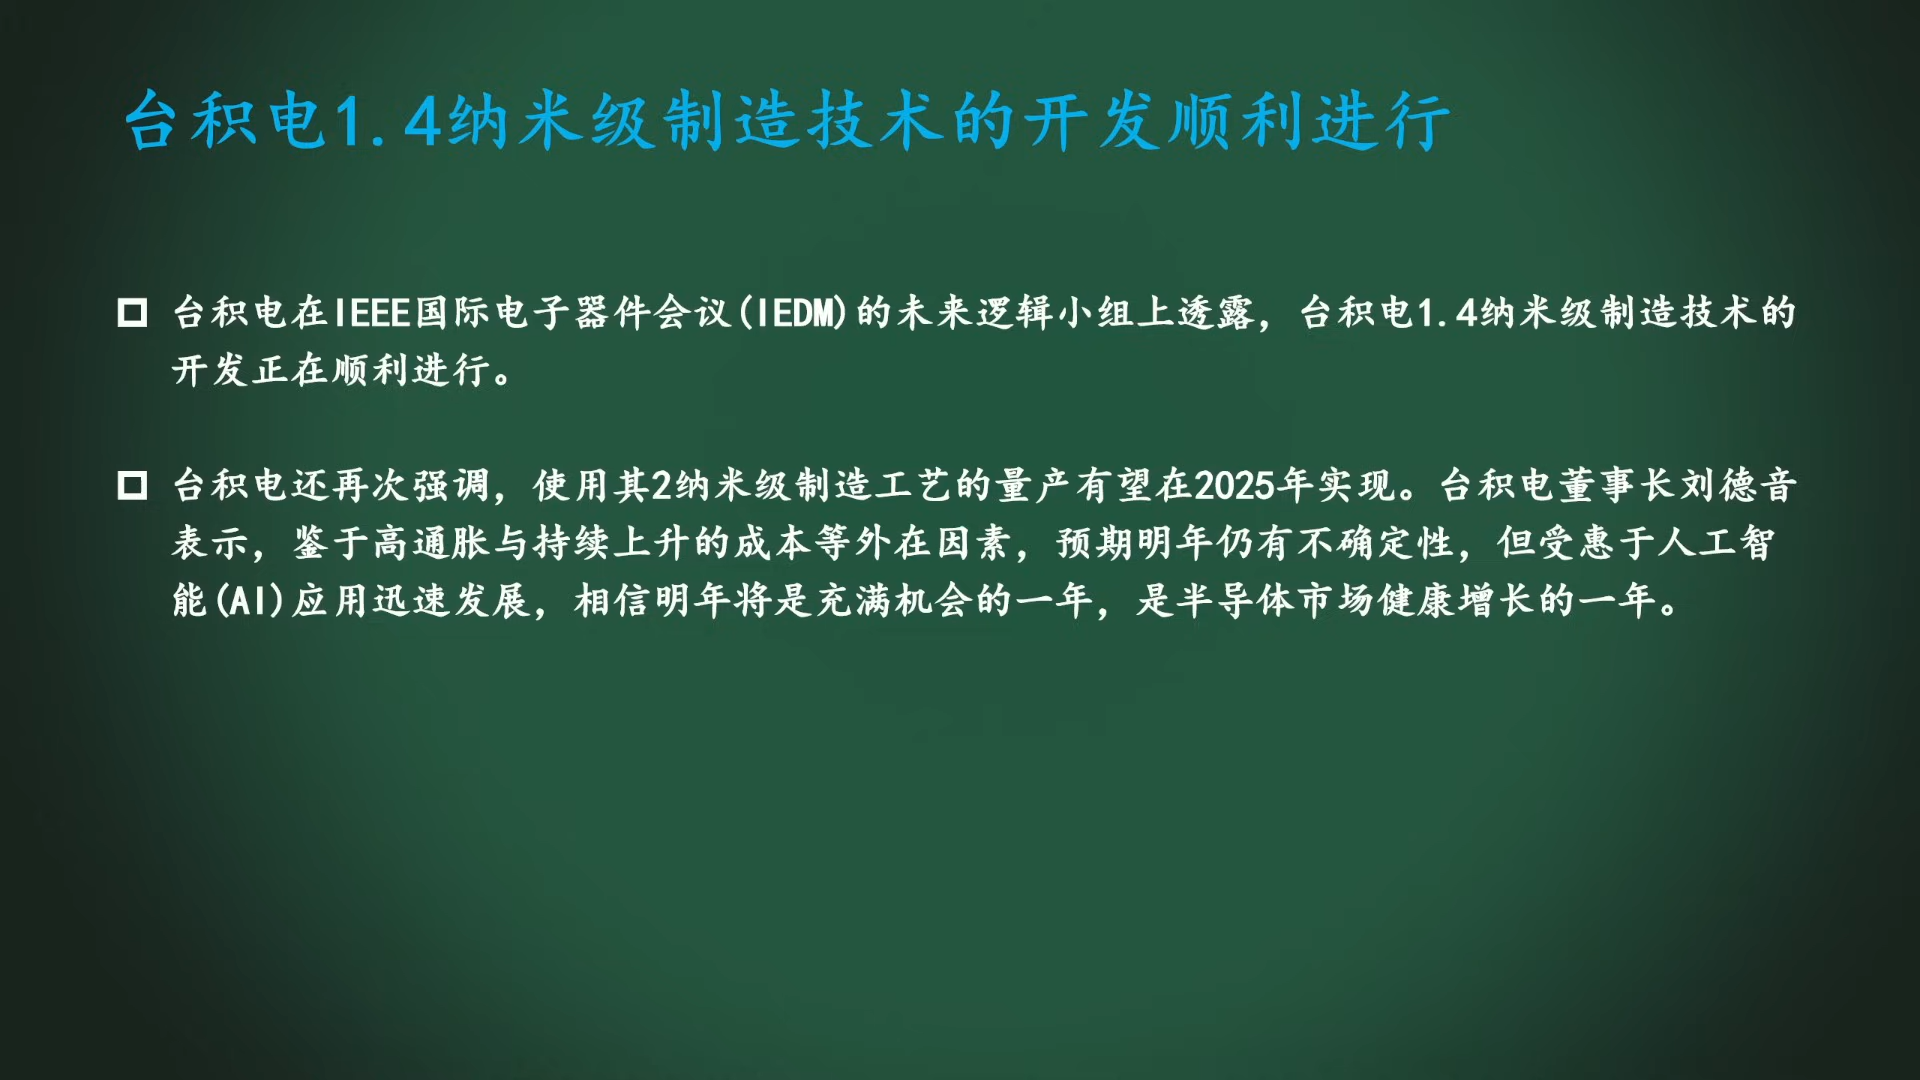 台积电1.4纳米级制造技术的开发顺利进行
台积电在IEEE国际电子器件会议(IEDM)的未来逻辑小组上透露，台积电1.4纳米级制造技术的
开发正在顺利进行。
台积电还再次强调，使用其2纳米级制造工艺的量产有望在2025年实现。台积电董事长刘德音
表示，鉴于高通胀与持续上升的成本等外在因素，预期明年仍有不确定性，但受惠于人工智
能(AI)应用迅速发展，相信明年将是充满机会的一年，是半导体市场健康增长的一年。